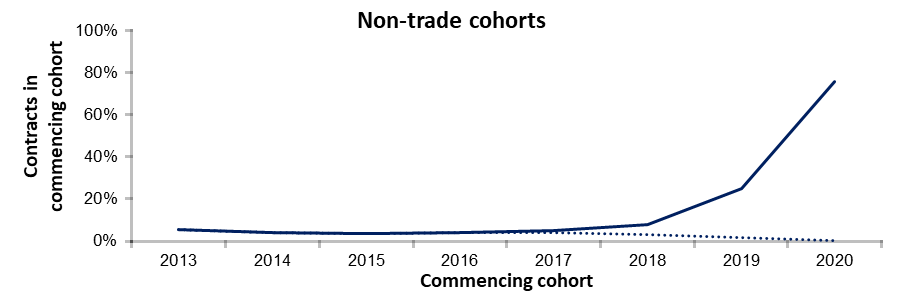 Non-trade cohorts
Contracts in
commencing cohort
100%
80%
60%
40%
20%
0%
2013 2014 2015 2016 2017 2018 2019 2020
Commencing cohort